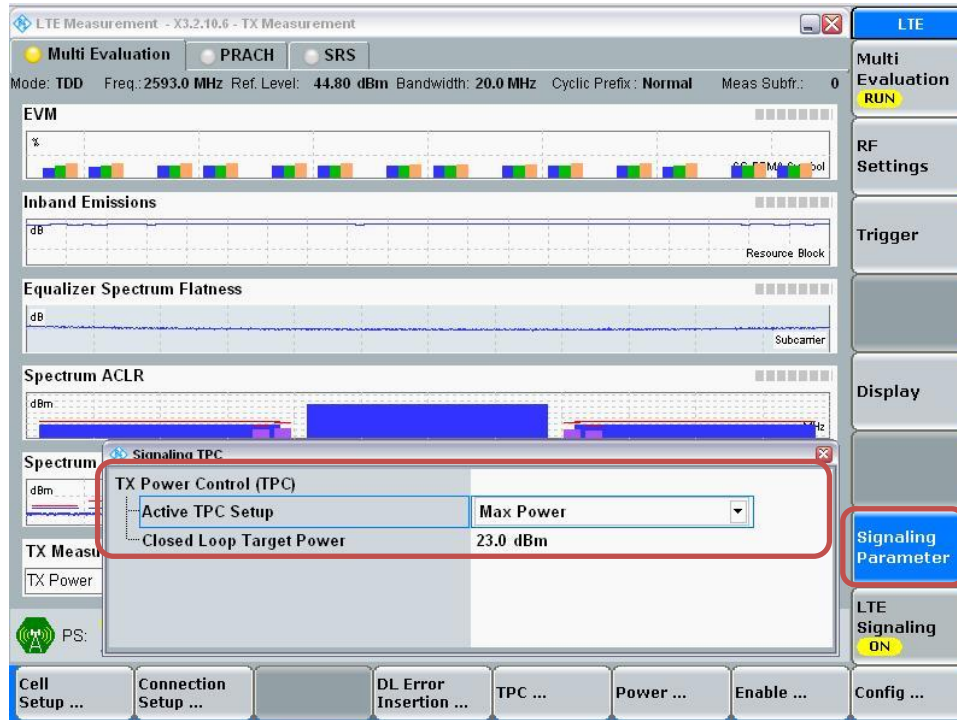 LTE Measurement - X3.2.10.6 - TX Measurement
LTE
Multi Evaluation PRACH SRS
Mode: TDD Freq.: 2593.0 MHz Ref. Level: 44.80 dBm Bandwidth: 20.0 MHz Cyclic Prefix : Normal Meas Subfr.: 0
Multi
Evaluation
RUN
EVM
%
RF
Settings
Inband Emissions
dB
Resource Block
Trigger
Equalizer Spectrum Flatness
dB
Subcarrier
Spectrum ACLR
dBm
Display
Spectrum
dBm
Signaling TPC
TX Power Control (TPC)
Active TPC Setup Max Power
Closed Loop Target Power 23.0 dBm
Signaling
Parameter
TX Measu
TX Power
PS:
LTE
Signaling
ON
Cell
Setup ...
Connection
Setup ...
DL Error
Insertion ...
TPC ...
Power ...
Enable ...
Config ...